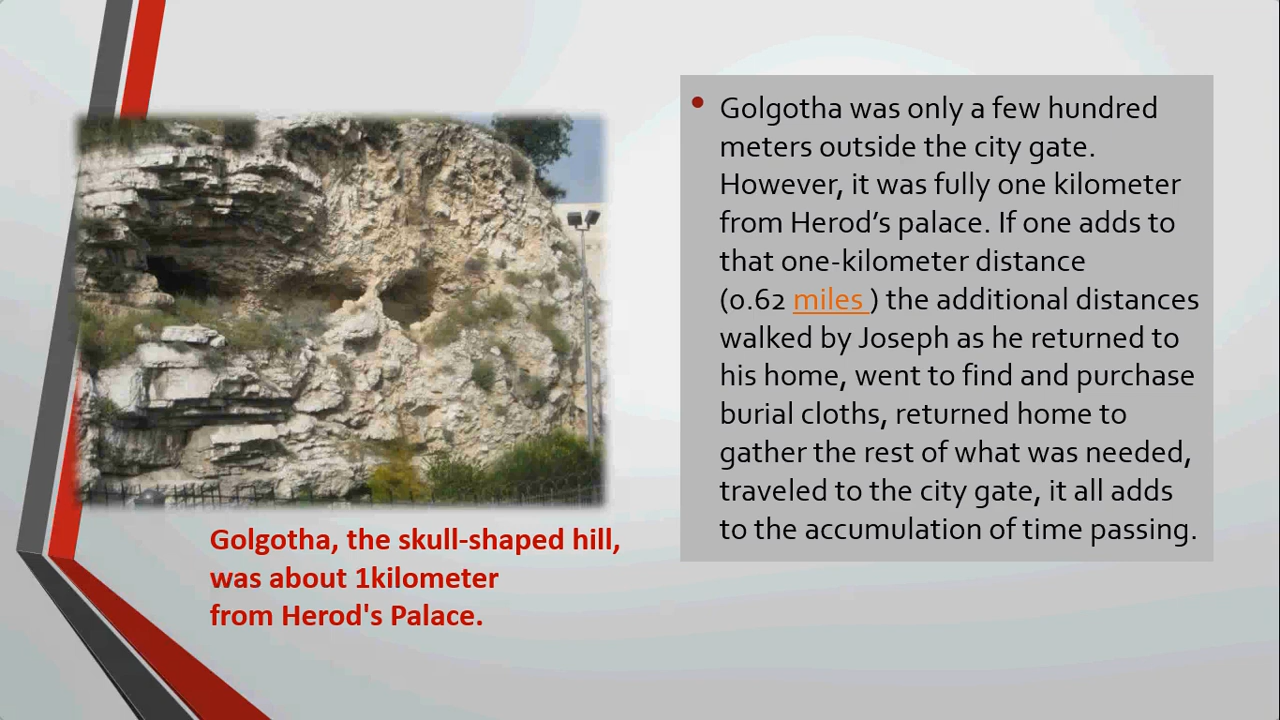 Golgotha was only a few hundred
meters outside the city gate.
However, it was fully one kilometer
from Herod’s palace. If one adds to
that one-kilometer distance
(0.62 miles ) the additional distances
walked by Joseph as he returned to
his home, went to find and purchase
burial cloths, returned home to
gather the rest of what was needed,
traveled to the city gate, it all adds
to the accumulation of time passing.
Golgotha, the skull-shaped hill,
was about 1kilometer
from Herod's Palace.